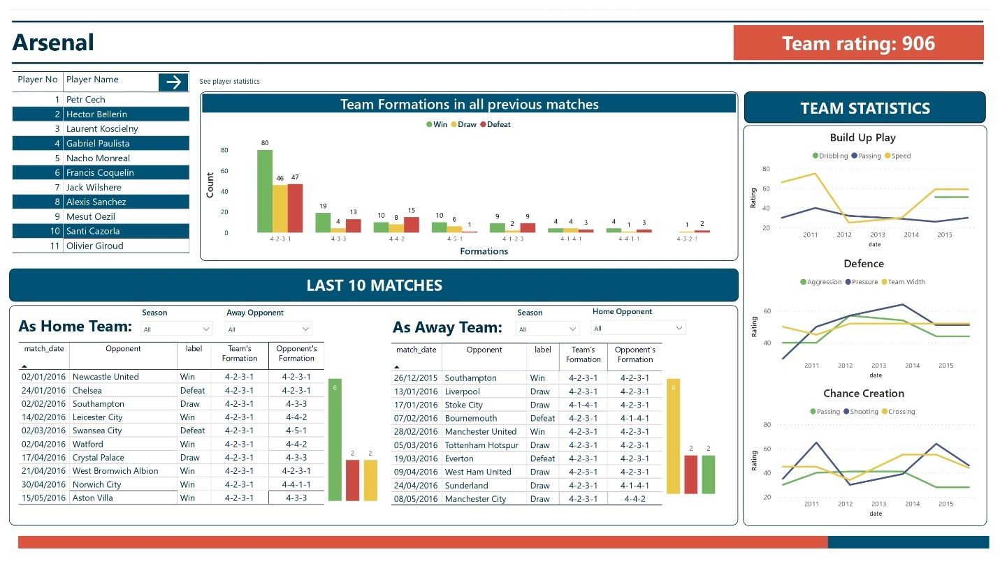 Arsenal
Team rating: 906
Player No Player Name
1 Petr Cech
2 Hector Bellerin
3 Laurent Koscielny
4 Gabriel Paulista
5 Nacho Monreal
6 Francis Coquelin
7 Jack Wilshere
8 Alexis Sanchez
9 Mesut Oezil
10 Santi Cazorla
11 Olivier Giroud
See player statistics
Team Formations in all previous matches
Win Draw Defeat
Count
80
60
40
20
0
80 46 47
19 4 13
10 8 15
10 6 1
9 2 9
4 4 3
4 1 3
1 2
4-2-3-1 4-3-3 4-4-2 4-5-1 4-1-2-3 4-1-4-1 4-4-1-1 4-3-2-1
Formations
TEAM STATISTICS
Build Up Play
Dribbling Passing Speed
Rating
80
60
40
20
2011 2012 2013 2014 2015
date
Defence
Aggression Pressure Team Width
Rating
60
40
2011 2012 2013 2014 2015
date
Chance Creation
Passing Shooting Crossing
Rating
80
60
40
20
2011 2012 2013 2014 2015
date
LAST 10 MATCHES
As Home Team:
Season
All
Away Opponent
All
match_date Opponent label Team's Formation Opponent's Formation
02/01/2016 Newcastle United Win 4-2-3-1 4-2-3-1
24/01/2016 Chelsea Defeat 4-2-3-1 4-2-3-1
02/02/2016 Southampton Draw 4-2-3-1 4-3-3
14/02/2016 Leicester City Win 4-2-3-1 4-4-2
02/03/2016 Swansea City Defeat 4-2-3-1 4-5-1
02/04/2016 Watford Win 4-2-3-1 4-4-2
17/04/2016 Crystal Palace Draw 4-2-3-1 4-3-3
21/04/2016 West Bromwich Albion Win 4-2-3-1 4-2-3-1
30/04/2016 Norwich City Win 4-2-3-1 4-4-1-1
15/05/2016 Aston Villa Win 4-2-3-1 4-3-3
6 2 2
As Away Team:
Season
All
Home Opponent
All
match_date Opponent label Team's Formation Opponent's Formation
26/12/2015 Southampton Win 4-2-3-1 4-2-3-1
13/01/2016 Liverpool Draw 4-2-3-1 4-2-3-1
17/01/2016 Stoke City Draw 4-1-4-1 4-2-3-1
07/02/2016 Bournemouth Defeat 4-2-3-1 4-1-4-1
28/02/2016 Manchester United Win 4-2-3-1 4-2-3-1
05/03/2016 Tottenham Hotspur Draw 4-2-3-1 4-2-3-1
19/03/2016 Everton Defeat 4-2-3-1 4-2-3-1
09/04/2016 West Ham United Draw 4-2-3-1 4-2-3-1
24/04/2016 Sunderland Draw 4-2-3-1 4-1-4-1
08/05/2016 Manchester City Draw 4-2-3-1 4-4-2
6 2 2